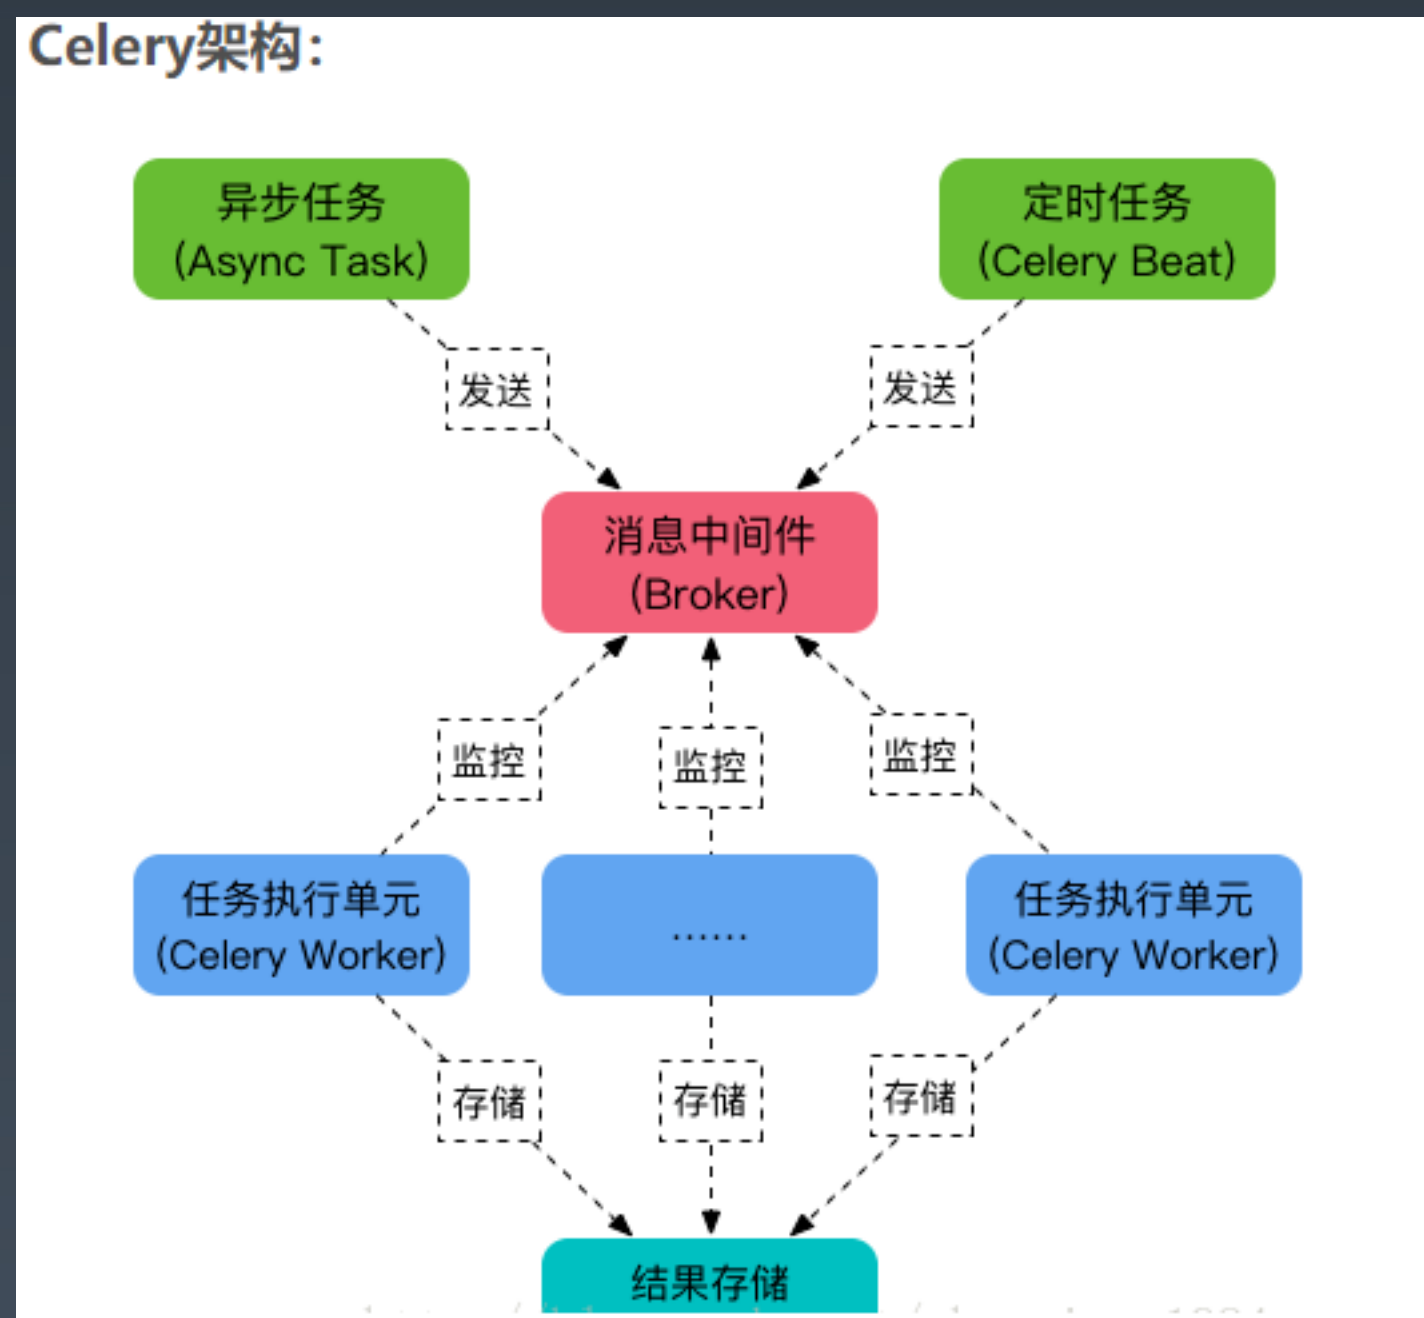 Celery架构：
异步任务
(Async Task)
定时任务
(Celery Beat)
发送
发送
消息中间件
(Broker)
监控
监控
监控
任务执行单元
(Celery Worker)
......
任务执行单元
(Celery Worker)
存储
存储
存储
结果存储